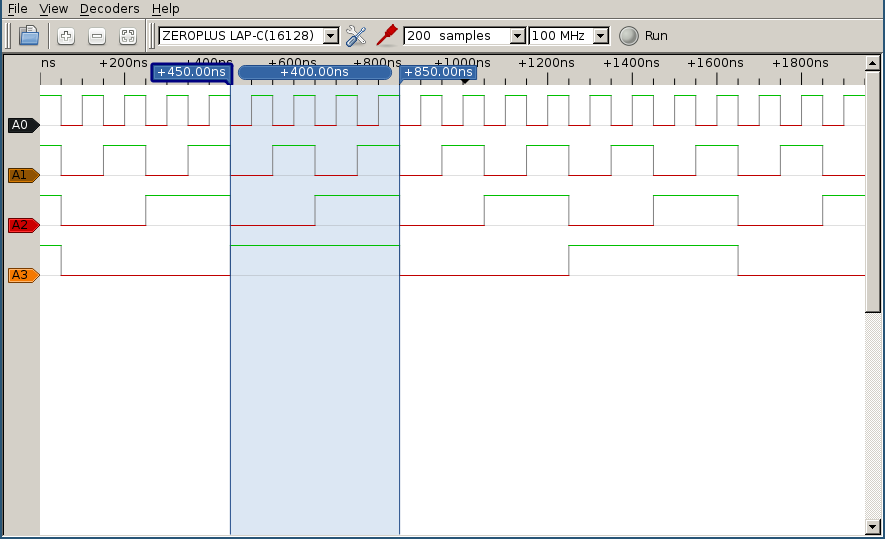 File View Decoders Help
ZEROPLUS LAP-C(16128) 200 samples 100 MHz Run
ns +200ns +400ns +600ns +800ns +1000ns +1200ns +1400ns +1600ns +1800ns
+450.00ns +400.00ns +850.00ns
A0
A1
A2
A3